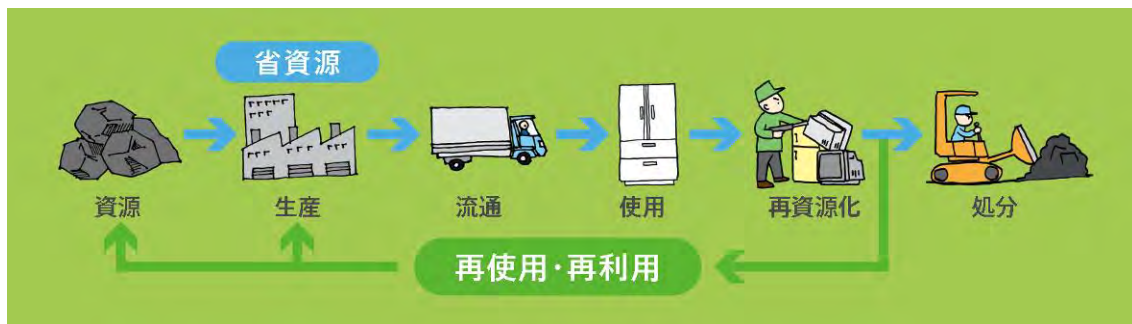 省資源
資源
生産
流通
使用
再資源化
処分
再使用・再利用